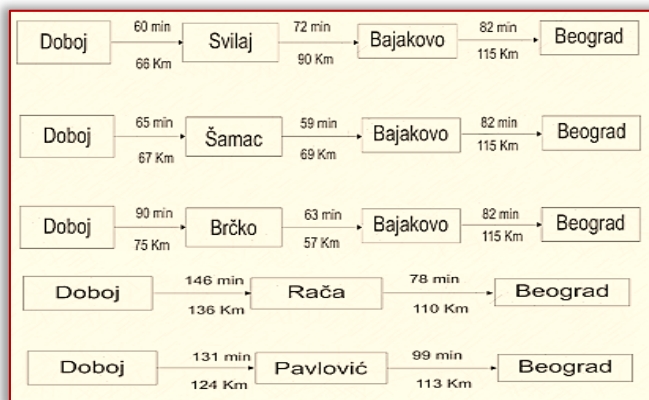 60 min 72 min 82 min
Doboj Svilaj Bajakovo Beograd
66 Km 90 Km 115 Km
65 min 59 min 82 min
Doboj Šamac Bajakovo Beograd
67 Km 69 Km 115 Km
90 min 63 min 82 min
Doboj Brčko Bajakovo Beograd
75 Km 57 Km 115 Km
146 min 78 min
Doboj Rača Beograd
136 Km 110 Km
131 min 99 min
Doboj Pavlović Beograd
124 Km 113 Km